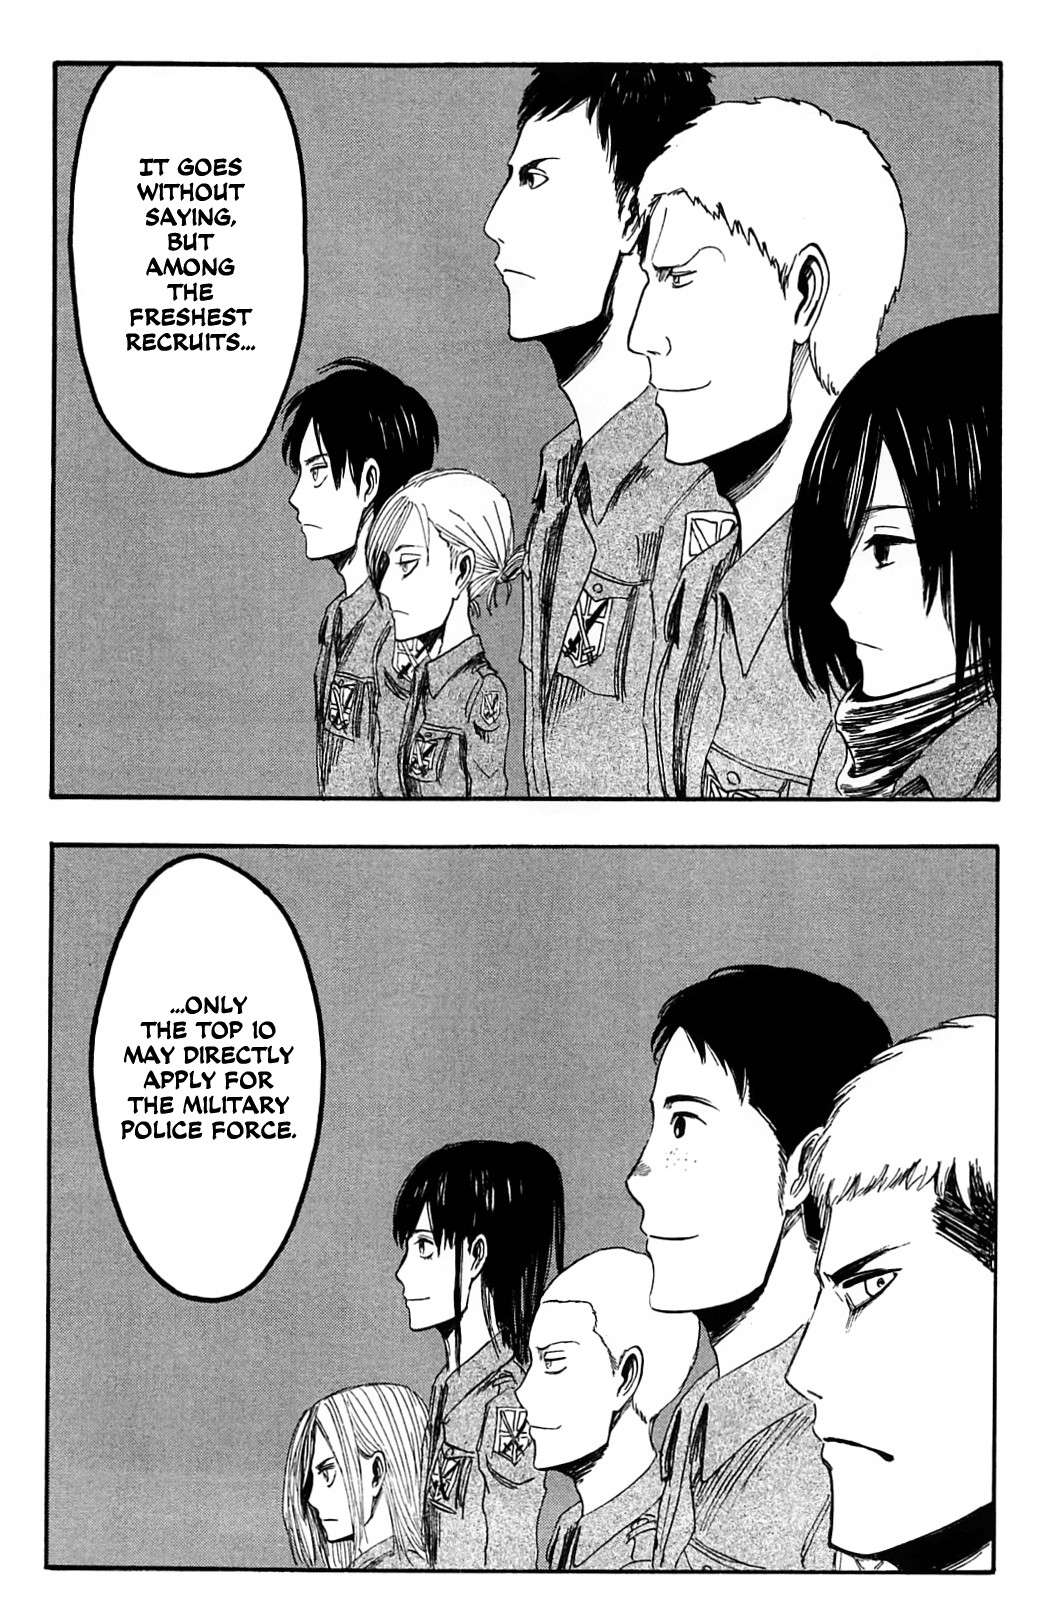 IT GOES
WITHOUT
SAYING,
BUT
AMONG
THE
FRESHEST
RECRUITS...
...ONLY
THE TOP 10
MAY DIRECTLY
APPLY FOR
THE MILITARY
POLICE FORCE.